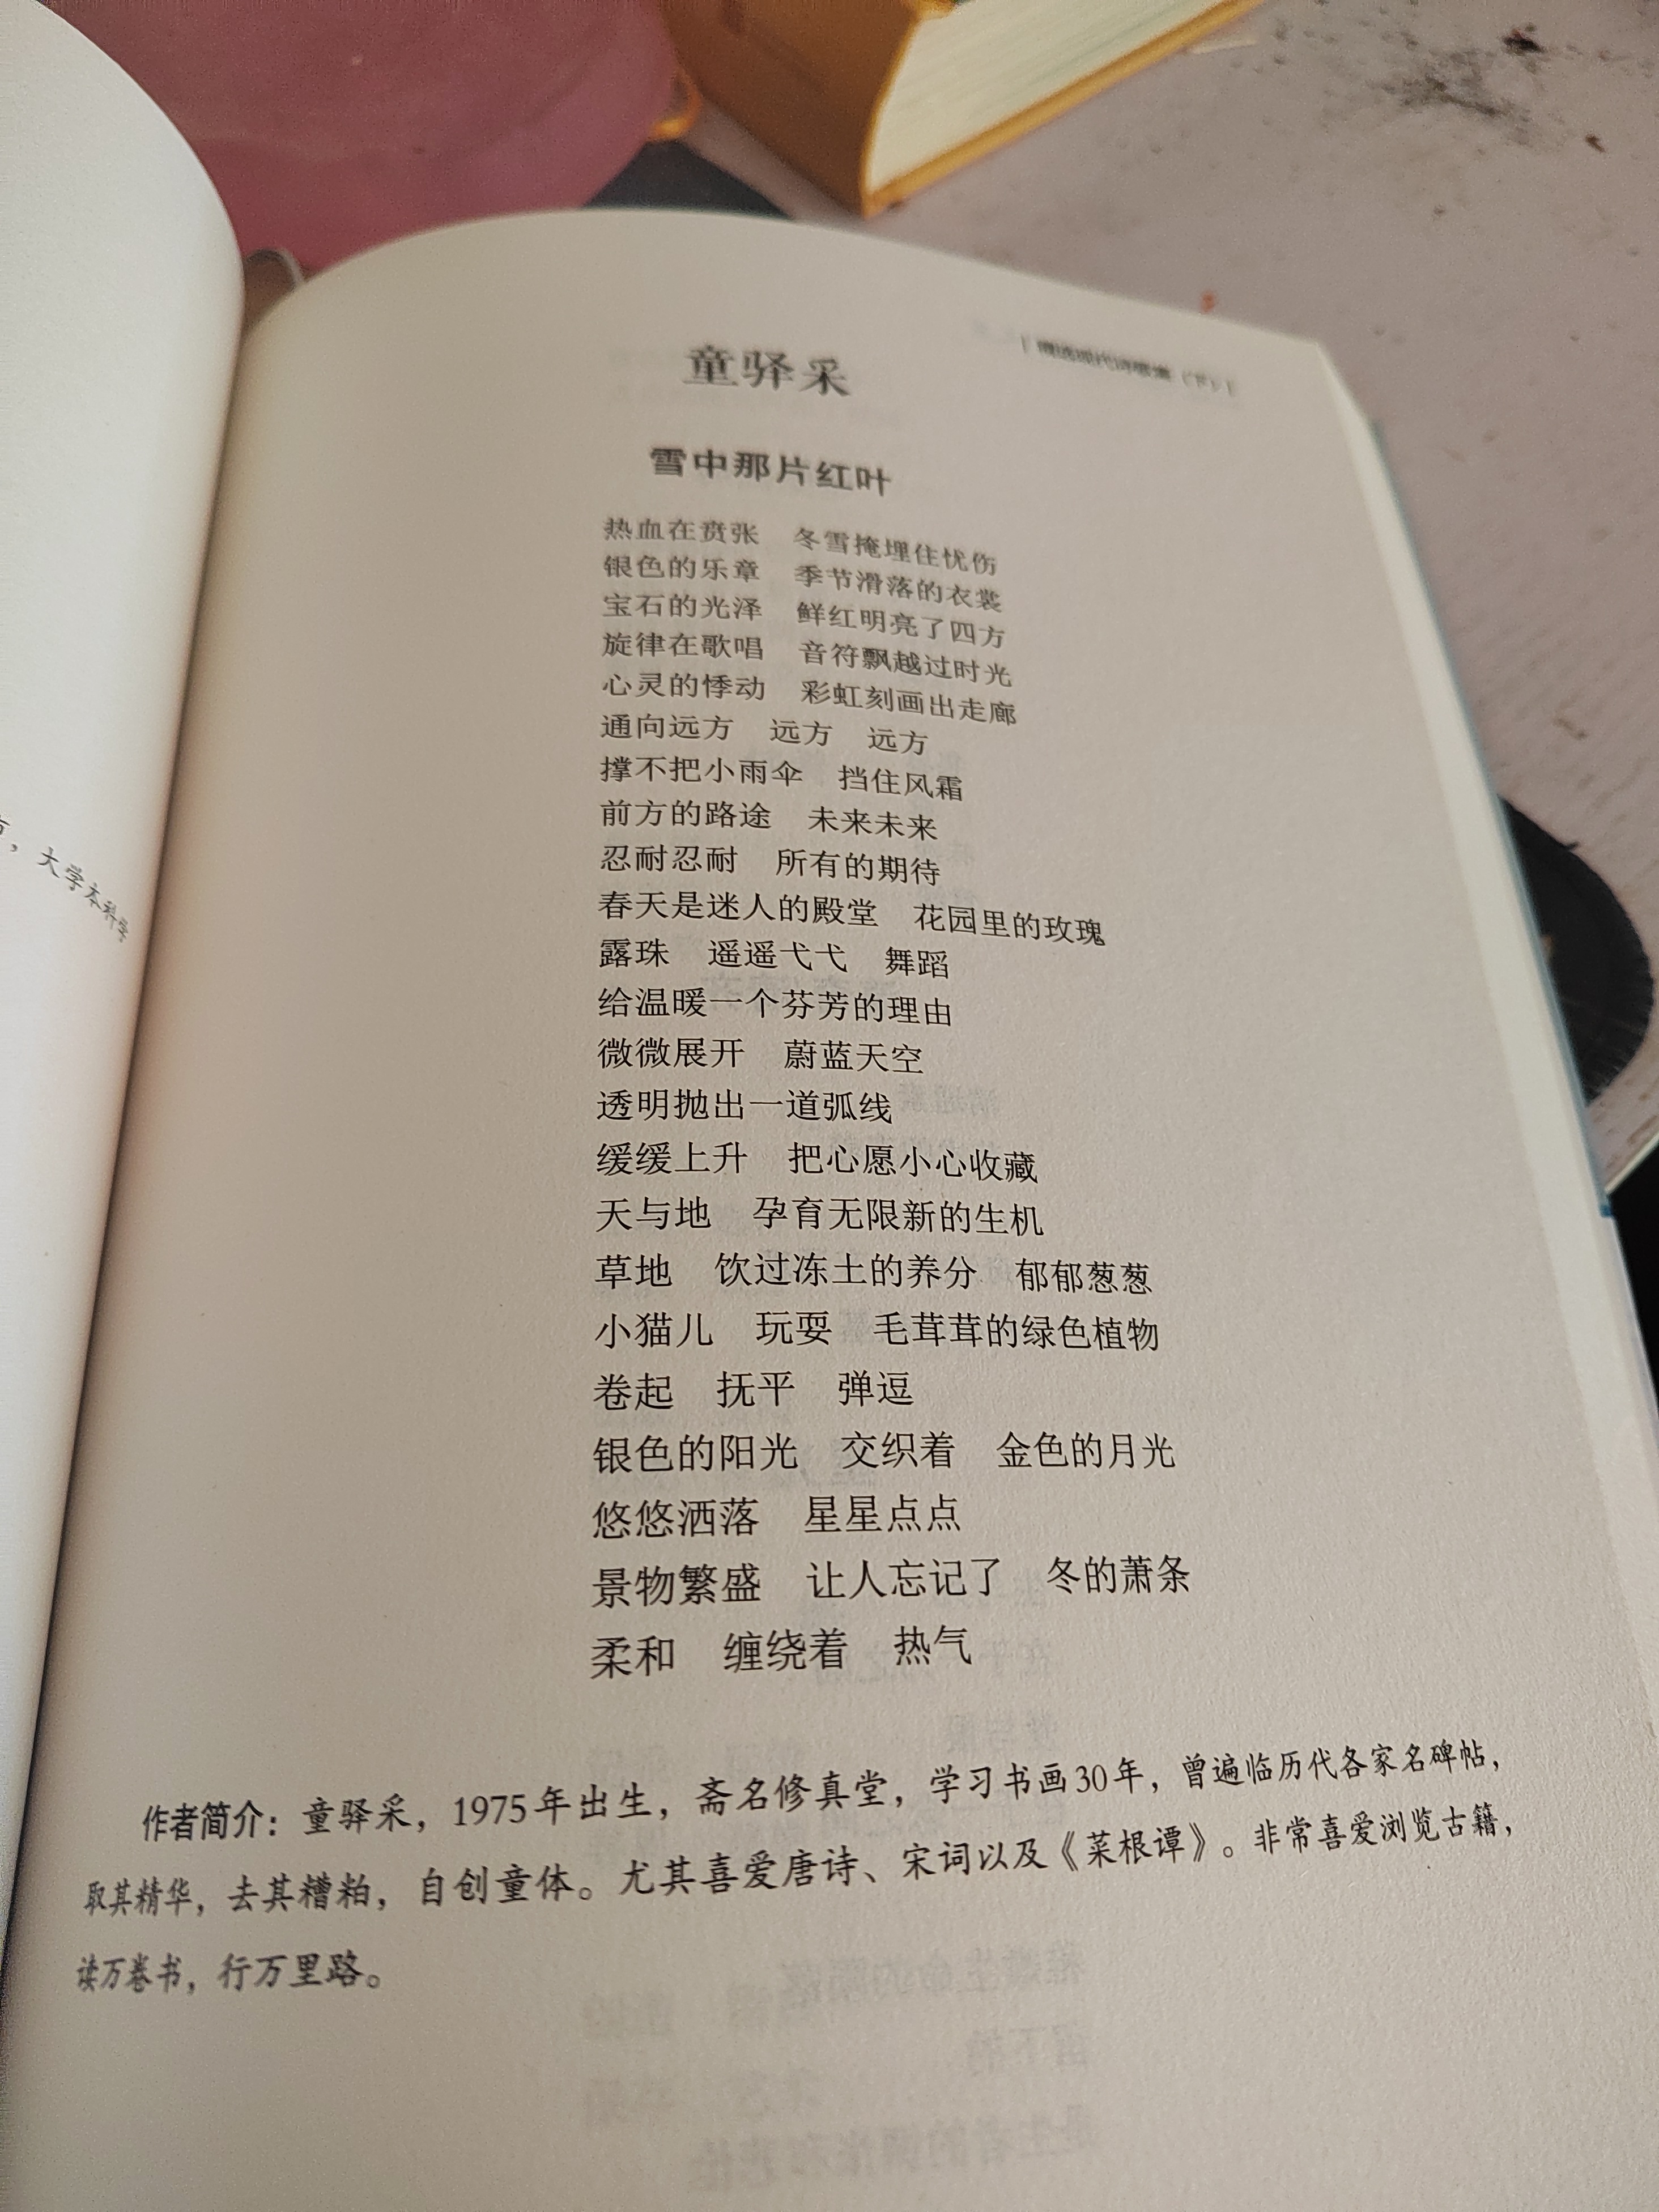 大学本科学
童驿采
雪中那片红叶
热血在贲张　冬雪掩埋住忧伤
银色的乐章　季节滑落的衣裳
宝石的光泽　鲜红明亮了四方
旋律在歌唱　音符飘越过时光
心灵的悸动　彩虹刻画出走廊
通向远方　远方　远方
撑不把小雨伞　挡住风霜
前方的路途　未来未来
忍耐忍耐　所有的期待
春天是迷人的殿堂　花园里的玫瑰
露珠　遥遥弋弋　舞蹈
给温暖一个芬芳的理由
微微展开　蔚蓝天空
透明抛出一道弧线
缓缓上升　把心愿小心收藏
天与地　孕育无限新的生机
草地　饮过冻土的养分　郁郁葱葱
小猫儿　玩耍　毛茸茸的绿色植物
卷起　抚平　弹逗
银色的阳光　交织着　金色的月光
悠悠洒落　星星点点
景物繁盛　让人忘记了　冬的萧条
柔和　缠绕着　热气
作者简介：童驿采，1975年出生，斋名修真堂，学习书画30年，曾遍临历代各家名碑帖，
取其精华，去其糟粕，自创童体。尤其喜爱唐诗、宋词以及《菜根谭》。非常喜爱浏览古籍，
读万卷书，行万里路。